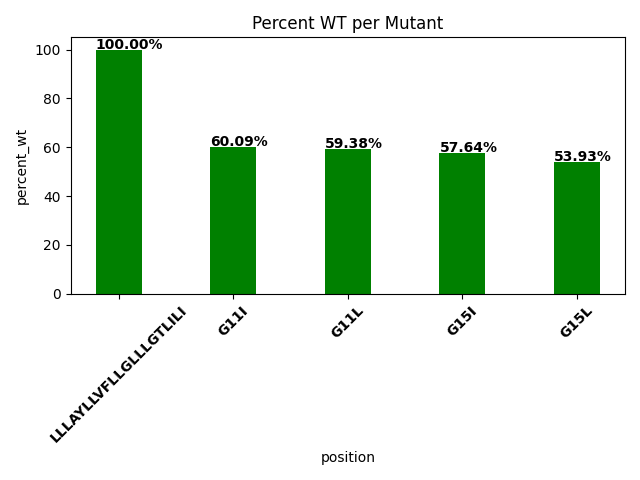 Percent WT per Mutant
percent_wt
100
80
60
40
20
0
100.00%
60.09%
59.38%
57.64%
53.93%
LLLAYLLVFLLGLLLGTLILI
G11I
G11L
G15I
G15L
position